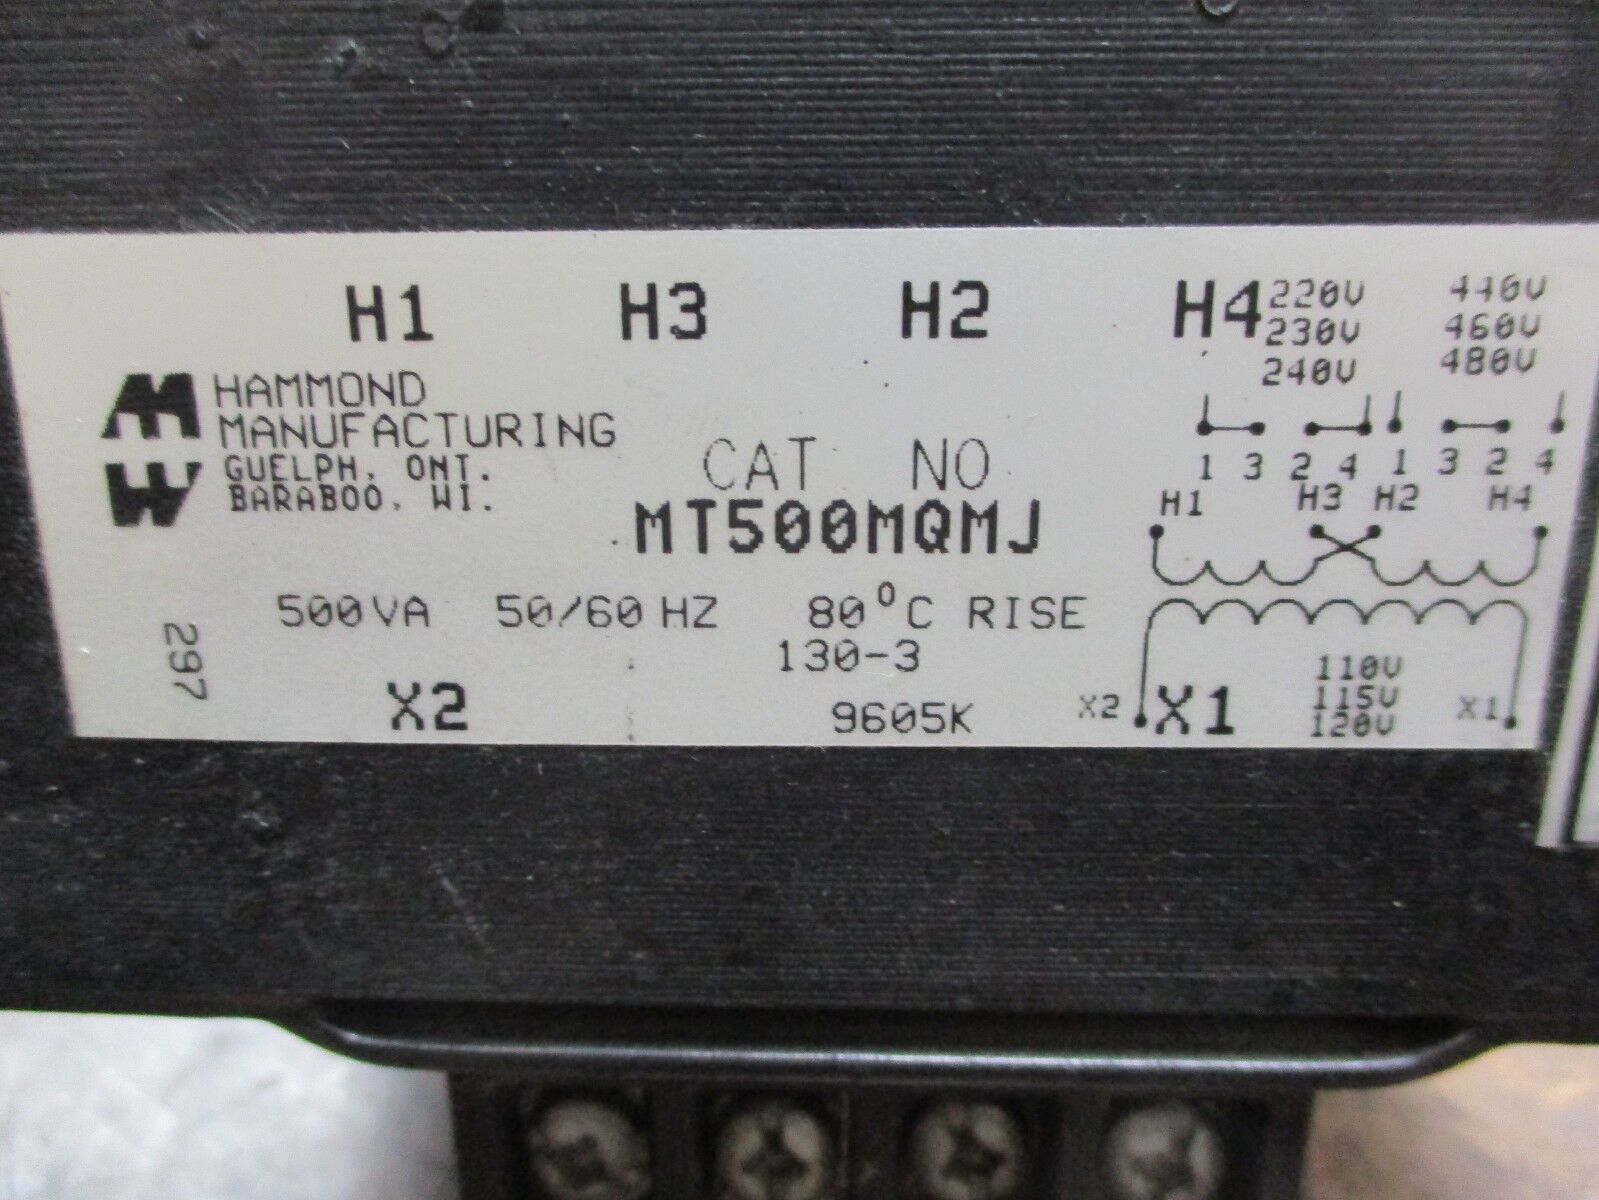 H1 H3 H2 H4
220V 440V
230V 460V
240V 480V
HAMMOND
MANUFACTURING
GUELPH, ONT.
BARABOO, WI.
CAT NO
MT500MQMJ
1 3 2 4 1 3 2 4
H1 H3 H2 H4
500VA 50/60 HZ 80°C RISE
130-3
297
X2 9605K
X2 X1 110V X1
115V
120V